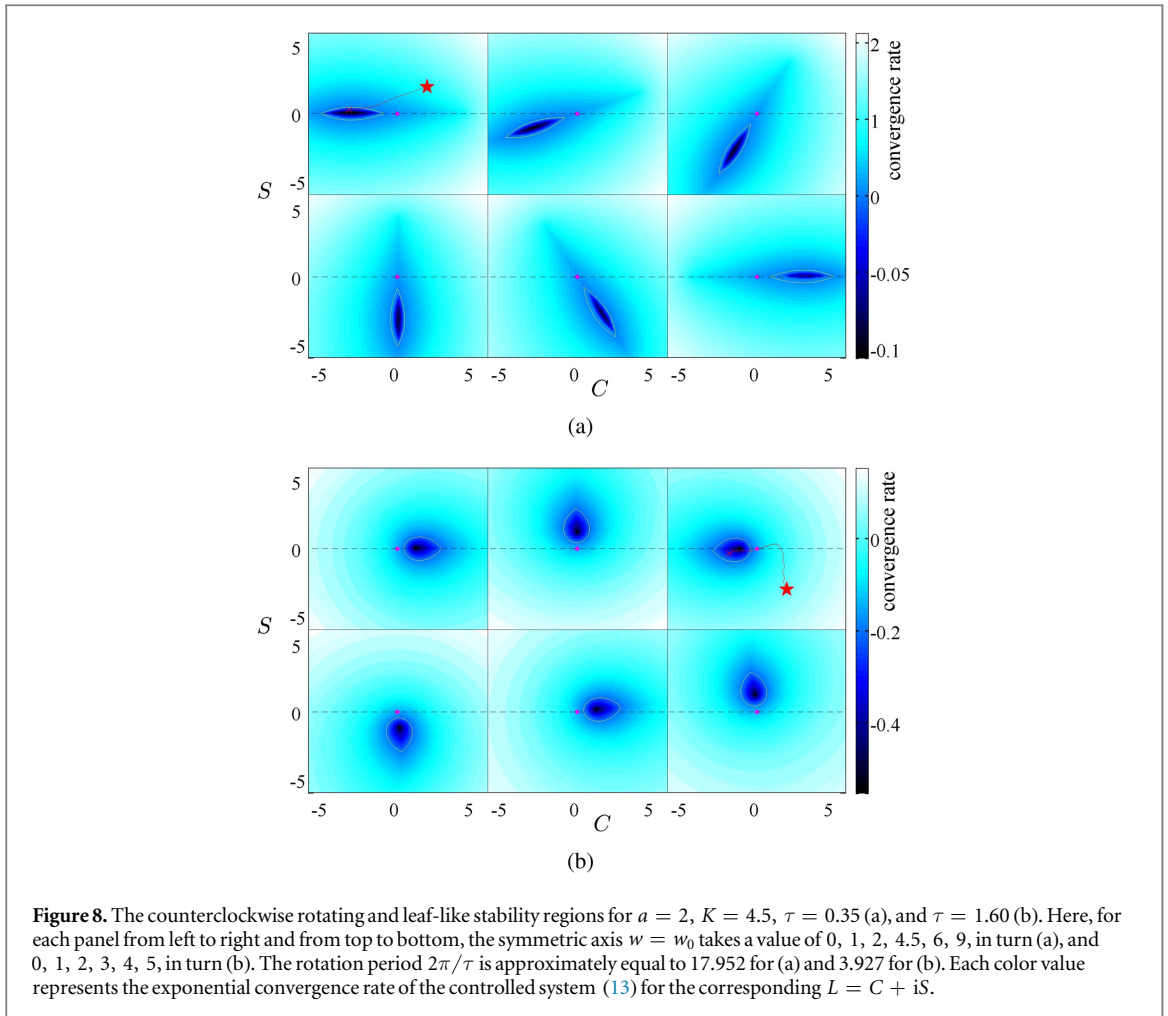 5
0
-5
S
5
0
-5
-5 0 5 -5 0 5 -5 0 5
C
2
1
0
-0.05
-0.1
convergence rate
(a)
5
0
-5
S
5
0
-5
-5 0 5 -5 0 5 -5 0 5
C
0
-0.2
-0.4
convergence rate
(b)
Figure 8. The counterclockwise rotating and leaf-like stability regions for a = 2, K = 4.5, τ = 0.35 (a), and τ = 1.60 (b). Here, for
each panel from left to right and from top to bottom, the symmetric axis w = w₀ takes a value of 0, 1, 2, 4.5, 6, 9, in turn (a), and
0, 1, 2, 3, 4, 5, in turn (b). The rotation period 2π/τ is approximately equal to 17.952 for (a) and 3.927 for (b). Each color value
represents the exponential convergence rate of the controlled system (13) for the corresponding L = C + iS.